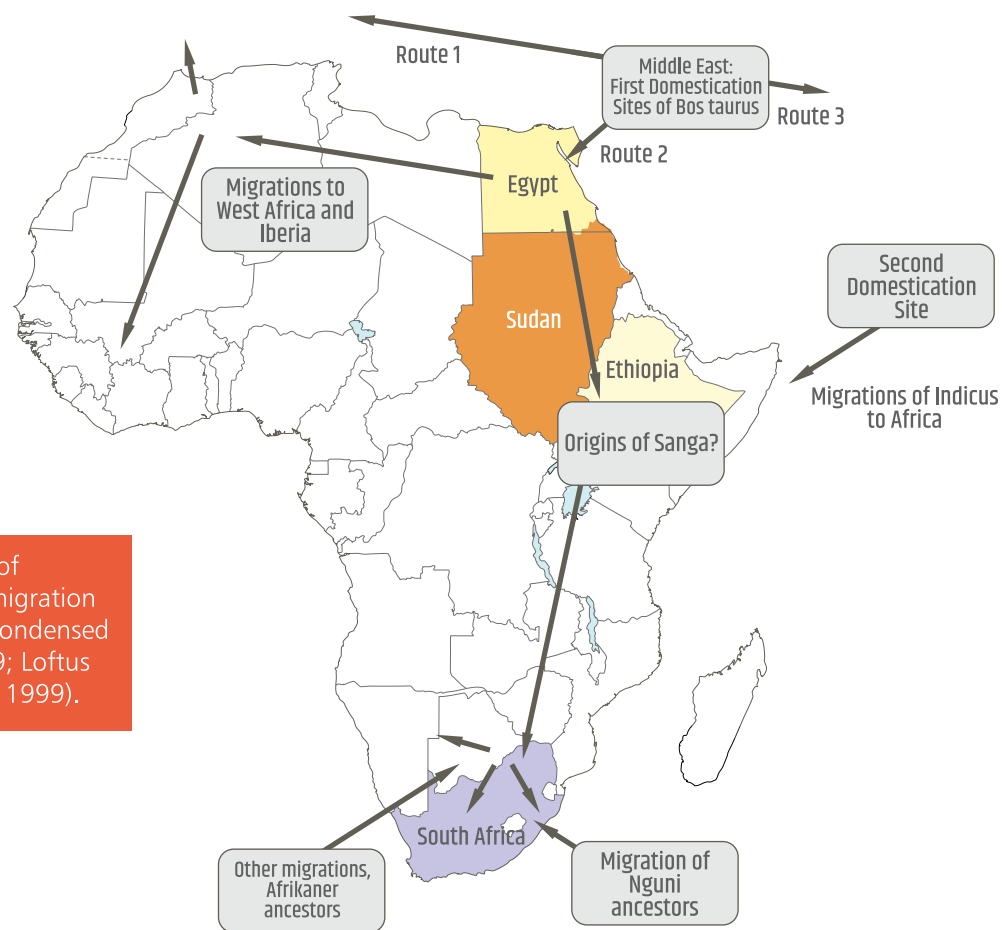 Route 1
Middle East:
First Domestication
Sites of Bos taurus
Route 3
Route 2
Egypt
Migrations to
West Africa and
Iberia
Second
Domestication
Site
Sudan
Ethiopia
Migrations of Indicus
to Africa
Origins of Sanga?
of
migration
condensed
9; Loftus
1999).
South Africa
Other migrations,
Afrikaner
ancestors
Migration of
Nguni
ancestors